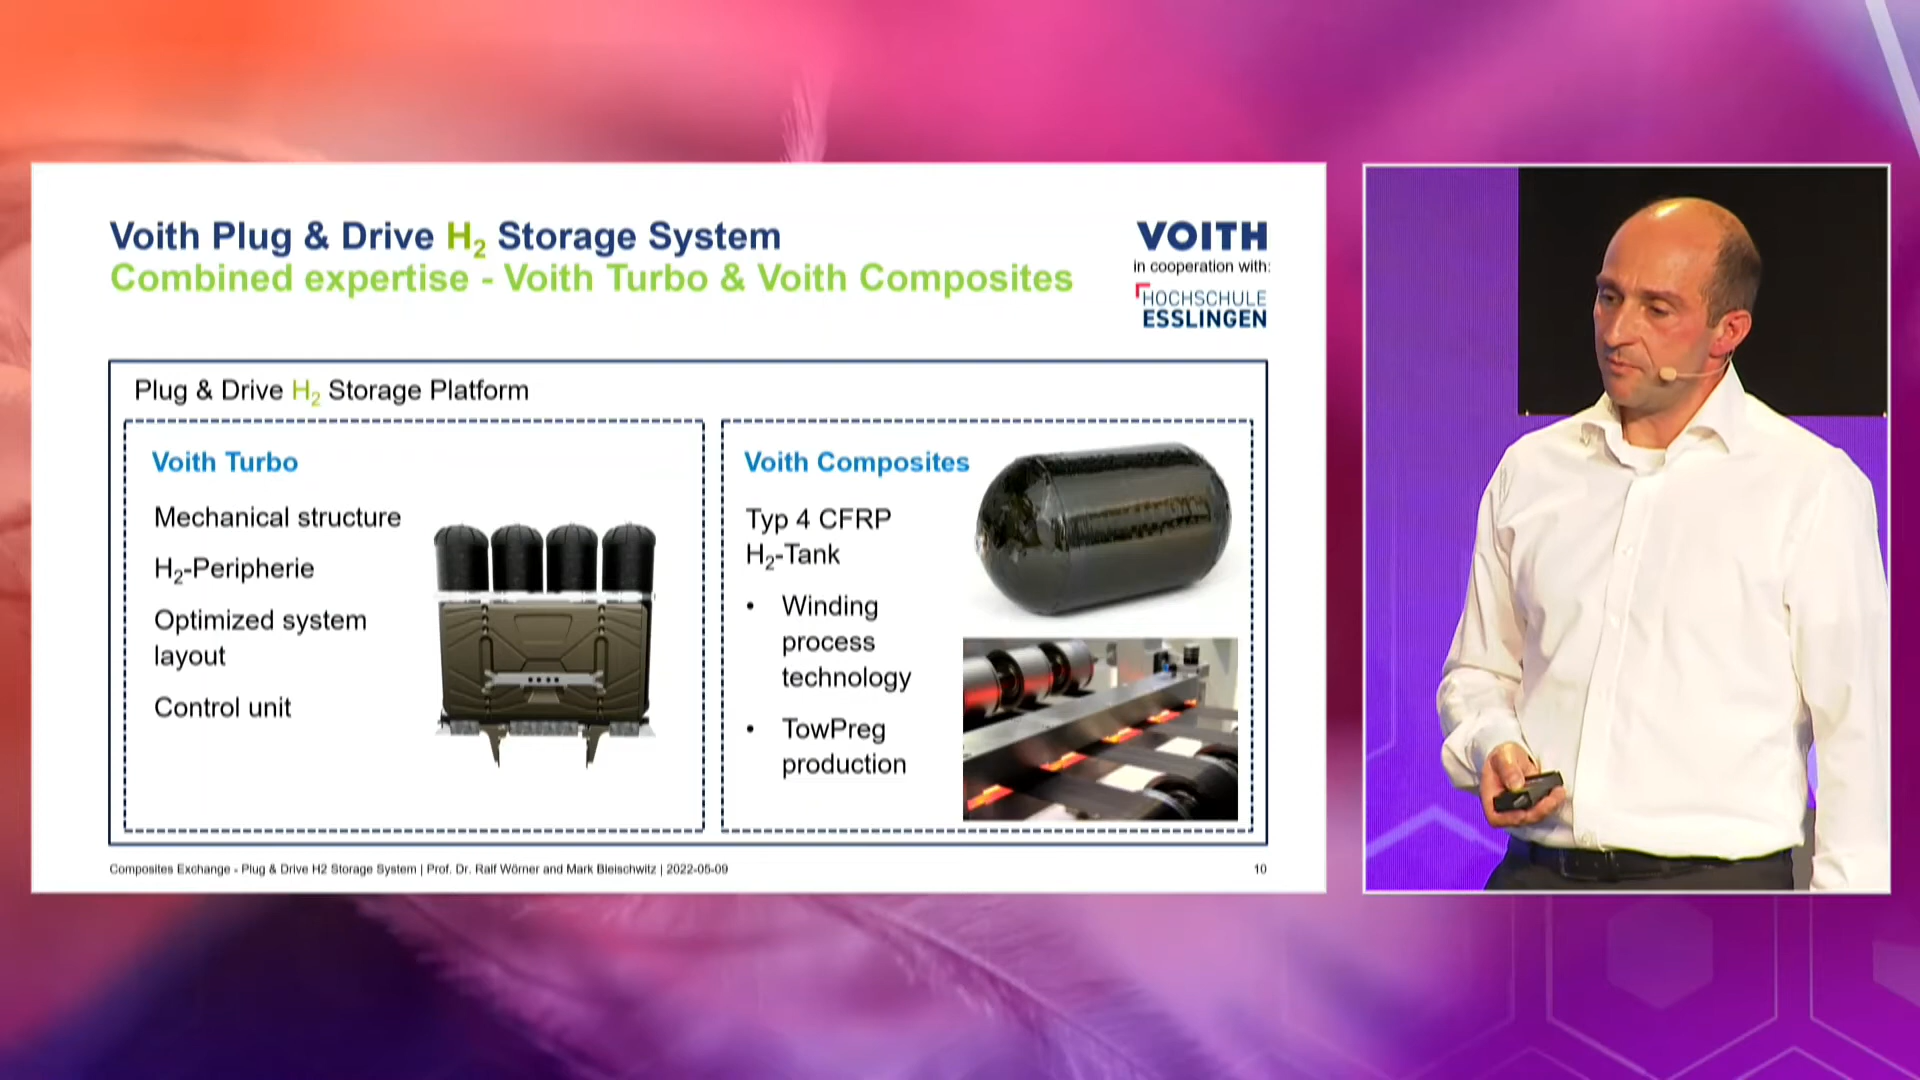 Voith Plug & Drive H₂ Storage System
Combined expertise - Voith Turbo & Voith Composites
VOITH
in cooperation with:
HOCHSCHULE
ESSLINGEN
Plug & Drive H₂ Storage Platform
Voith Turbo
Mechanical structure
H₂-Peripherie
Optimized system
layout
Control unit
Voith Composites
Typ 4 CFRP
H₂-Tank
• Winding
process
technology
• TowPreg
production
Composites Exchange - Plug & Drive H2 Storage System | Prof. Dr. Ralf Wörner and Mark Bleischwitz | 2022-05-09
10